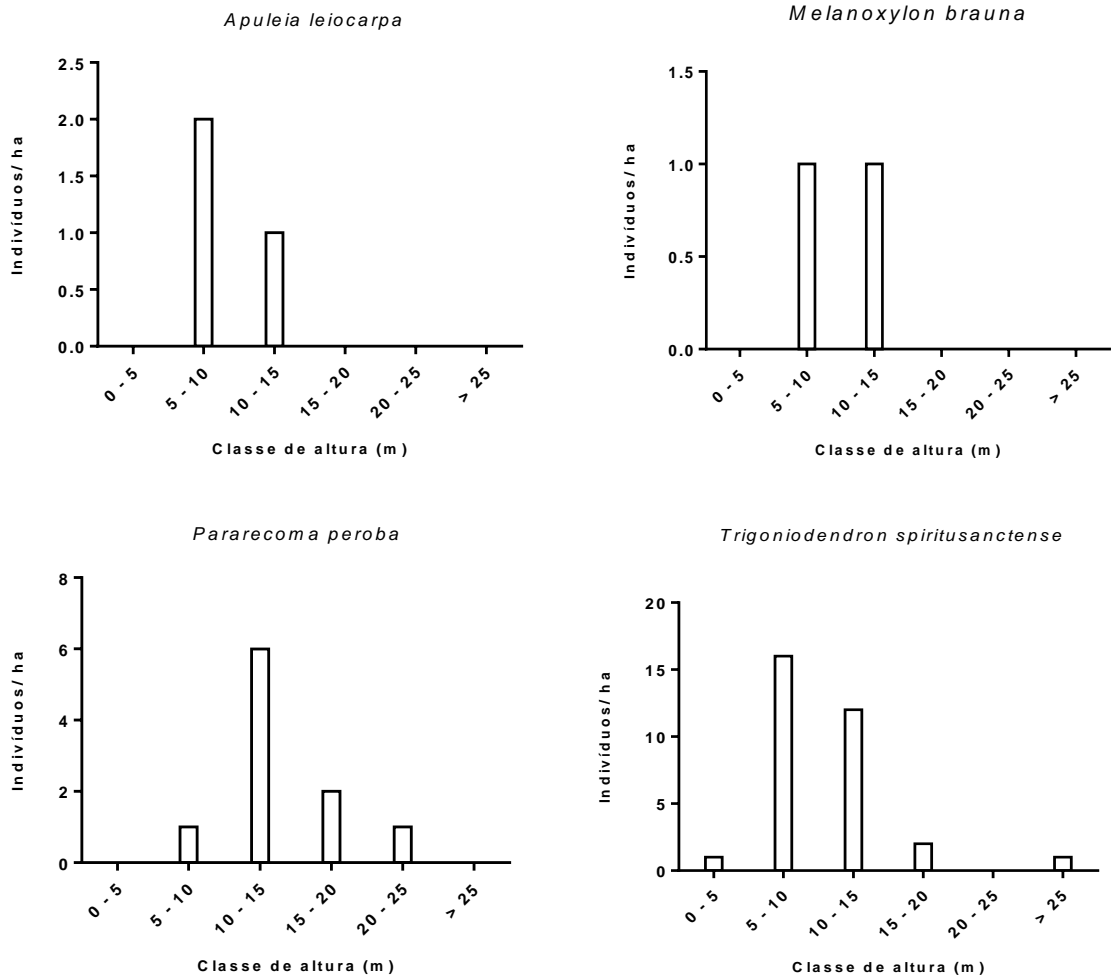 Apuleia leiocarpa
2.5
2.0
1.5
1.0
0.5
0.0
Indivíduos/ha
0 - 5
5 - 10
10 - 15
15 - 20
20 - 25
> 25
Classe de altura (m)
Melanoxylon brauna
1.5
1.0
0.5
0.0
Indivíduos/ha
0 - 5
5 - 10
10 - 15
15 - 20
20 - 25
> 25
Classe de altura (m)
Pararecoma peroba
8
6
4
2
0
Indivíduos/ha
0 - 5
5 - 10
10 - 15
15 - 20
20 - 25
> 25
Classe de altura (m)
Trigoniodendron spiritusanctense
20
15
10
5
0
Indivíduos/ha
0 - 5
5 - 10
10 - 15
15 - 20
20 - 25
> 25
Classe de altura (m)